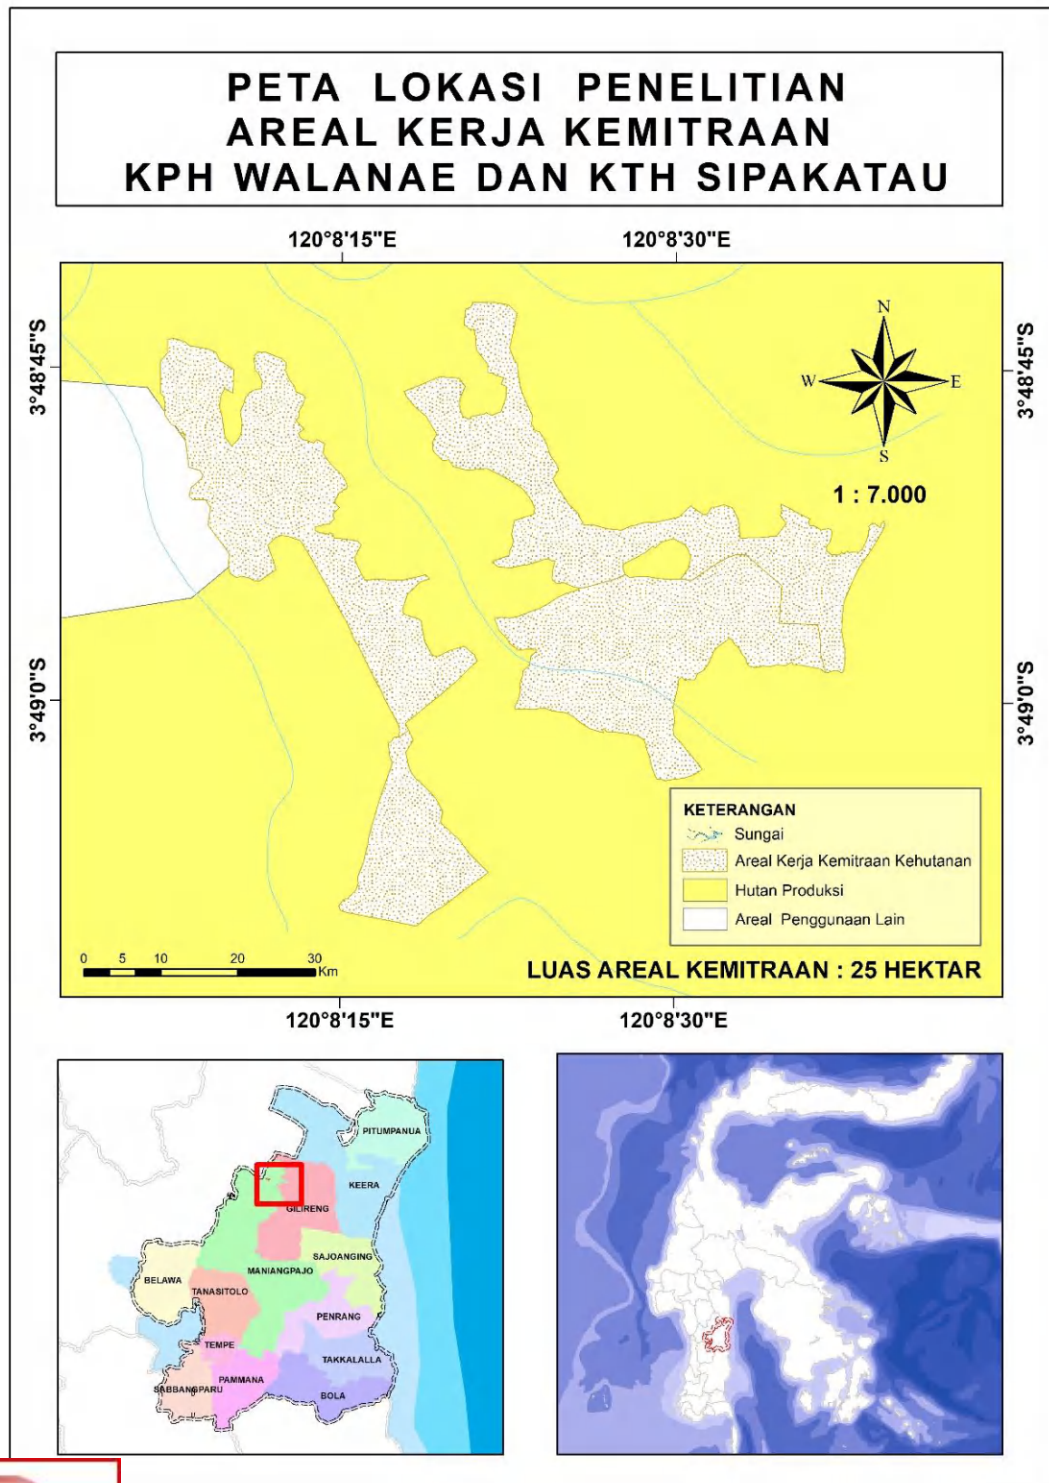 PETA LOKASI PENELITIAN
AREAL KERJA KEMITRAAN
KPH WALANAE DAN KTH SIPAKATAU
120°8'15"E 120°8'30"E
3°48'45"S 3°48'45"S
N
W E
S
1 : 7.000
3°49'0"S 3°49'0"S
KETERANGAN
Sungai
Areal Kerja Kemitraan Kehutanan
Hutan Produksi
Areal Penggunaan Lain
0 5 10 20 30
Km
LUAS AREAL KEMITRAAN : 25 HEKTAR
120°8'15"E 120°8'30"E
PITUMPANUA
KEERA
GILIRENG
SAJOANGING
MANIANGPAJO
BELAWA
TANASITOLO
PENRANG
TEMPE
TAKKALALLA
PAMMANA
SABBANGPARU
BOLA